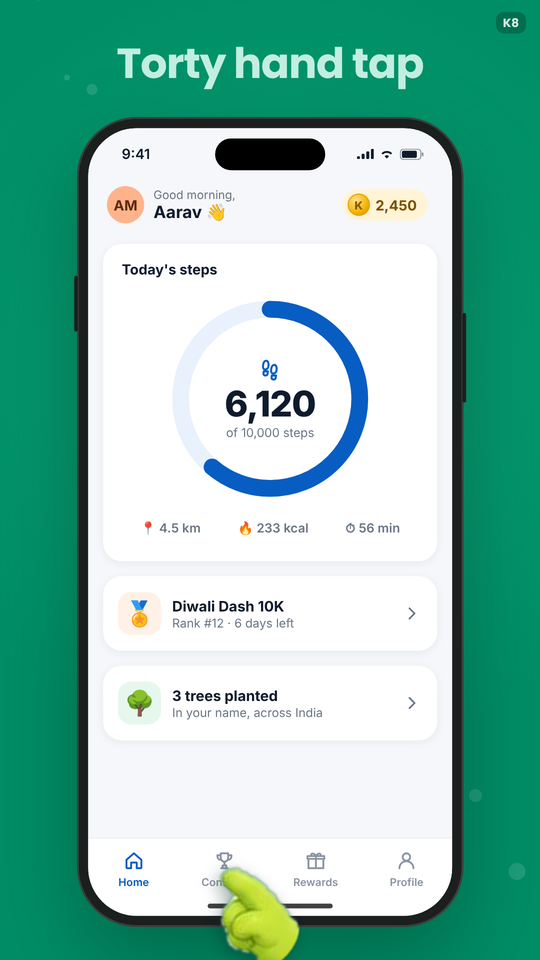 K8
Torty hand tap
9:41
AM
Good morning,
Aarav 👋
K 2,450
Today's steps
6,120
of 10,000 steps
📍 4.5 km
🔥 233 kcal
⏱ 56 min
🏅 Diwali Dash 10K
Rank #12 · 6 days left
🌳 3 trees planted
In your name, across India
Home
Rewards
Profile